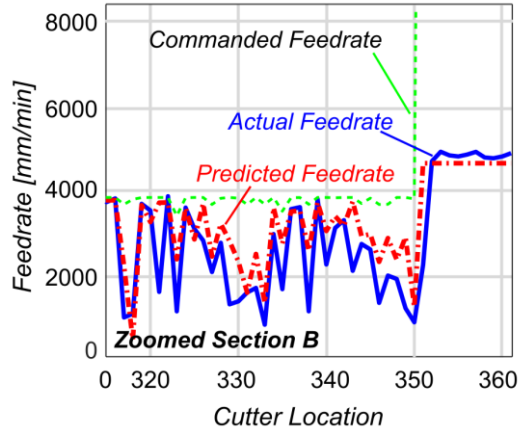 8000
6000
4000
2000
0
Feedrate [mm/min]
Commanded Feedrate
Actual Feedrate
Predicted Feedrate
Zoomed Section B
0 320 330 340 350 360
Cutter Location